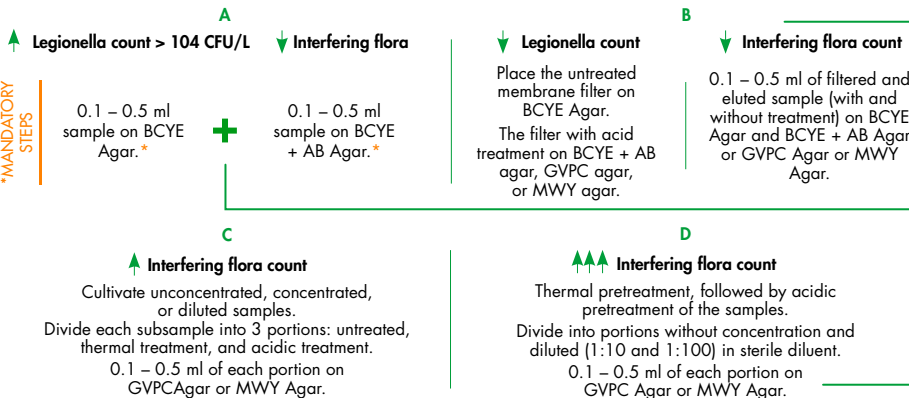 A
Legionella count > 104 CFU/L
Interfering flora
*MANDATORY
STEPS
0.1 – 0.5 ml
sample on BCYE
Agar.*
0.1 – 0.5 ml
sample on BCYE
+ AB Agar.*
B
Legionella count
Place the untreated
membrane filter on
BCYE Agar.
The filter with acid
treatment on BCYE + AB
agar, GVPC agar,
or MWY agar.
Interfering flora count
0.1 – 0.5 ml of filtered and
eluted sample (with and
without treatment) on BCYE
Agar and BCYE + AB Agar
or GVPC Agar or MWY
Agar.
C
Interfering flora count
Cultivate unconcentrated, concentrated,
or diluted samples.
Divide each subsample into 3 portions: untreated,
thermal treatment, and acidic treatment.
0.1 – 0.5 ml of each portion on
GVPCAgar or MWY Agar.
D
Interfering flora count
Thermal pretreatment, followed by acidic
pretreatment of the samples.
Divide into portions without concentration and
diluted (1:10 and 1:100) in sterile diluent.
0.1 – 0.5 ml of each portion on
GVPC Agar or MWY Agar.